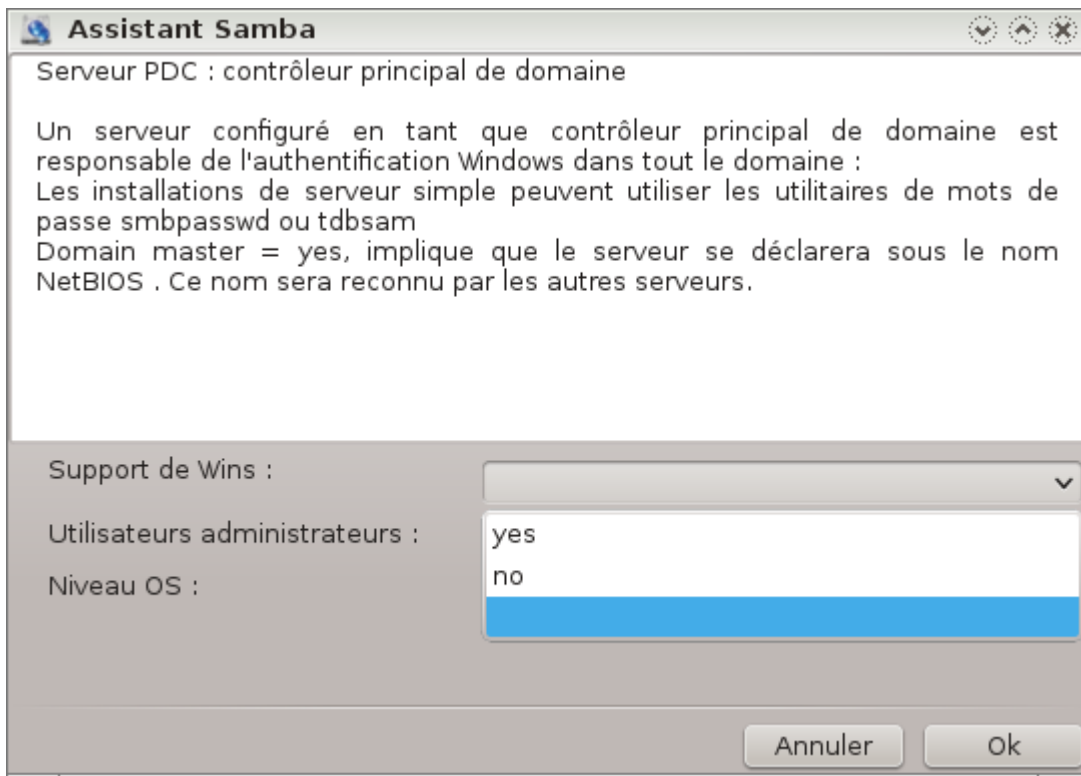 Assistant Samba
Serveur PDC : contrôleur principal de domaine
Un serveur configuré en tant que contrôleur principal de domaine est
responsable de l'authentification Windows dans tout le domaine :
Les installations de serveur simple peuvent utiliser les utilitaires de mots de
passe smbpasswd ou tdbsam
Domain master = yes, implique que le serveur se déclarera sous le nom
NetBIOS . Ce nom sera reconnu par les autres serveurs.
Support de Wins :
Utilisateurs administrateurs :
yes
no
Niveau OS :
Annuler
Ok